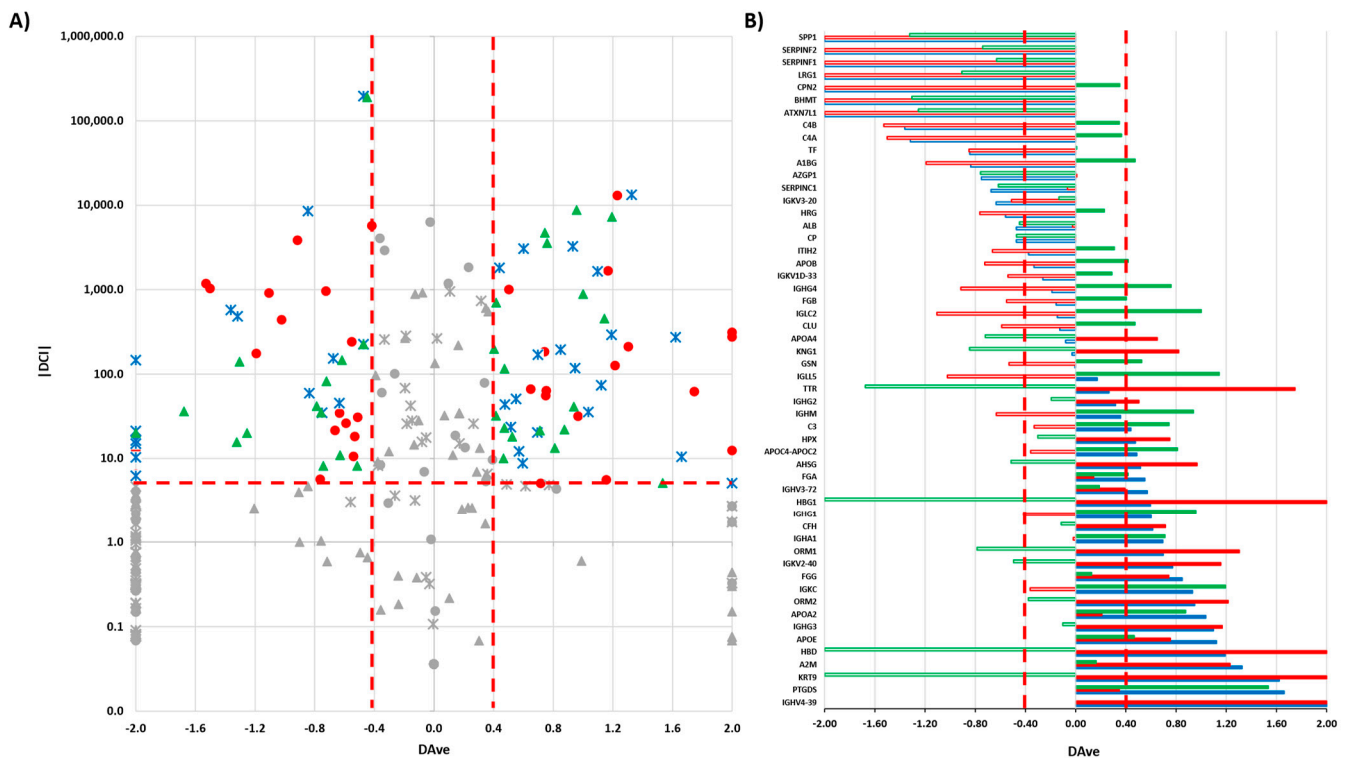 A)
|DCI|
1,000,000.0
100,000.0
10,000.0
1,000.0
100.0
10.0
1.0
0.1
0.0
-2.0 -1.6 -1.2 -0.8 -0.4 0.0 0.4 0.8 1.2 1.6 2.0
DAve
B)
SPP1
SERPINF2
SERPINF1
LRG1
CPN2
BHMT
ATXN7L1
C4B
C4A
TF
A1BG
AZGP1
SERPINC1
IGKV3-20
HRG
ALB
CP
ITIH2
APOB
IGKV1D-33
IGHG4
FGB
IGLC2
CLU
APOA4
KNG1
GSN
IGLL5
TTR
IGHG2
IGHM
C3
HPX
APOC4-APOC2
AHSG
FGA
IGHV3-72
HBG1
IGHG1
CFH
IGHA1
ORM1
IGKV2-40
FGG
IGKC
ORM2
APOA2
IGHG3
APOE
HBD
A2M
KRT9
PTGDS
IGHV4-39
-2.00 -1.60 -1.20 -0.80 -0.40 0.00 0.40 0.80 1.20 1.60 2.00
DAve